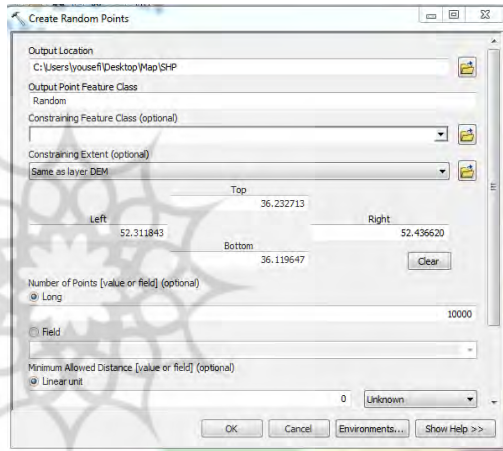 Create Random Points
Output Location
C:\Users\yousefi\Desktop\Map\SHP
Output Point Feature Class
Random
Constraining Feature Class (optional)
Constraining Extent (optional)
Same as layer DEM
Top
36.232713
Left
Right
52.311843
52.436620
Bottom
36.119647
Clear
Number of Points [value or field] (optional)
Long
10000
Field
Minimum Allowed Distance [value or field] (optional)
Linear unit
0
Unknown
OK
Cancel
Environments...
Show Help >>